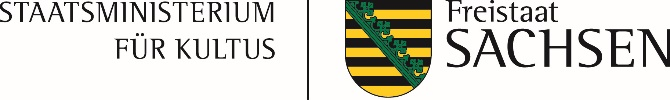 STAATSMINISTERIUM
FÜR KULTUS
Freistaat
SACHSEN